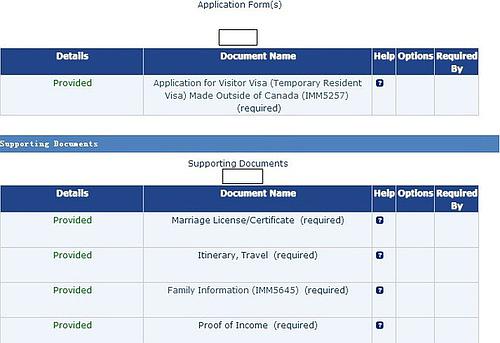 Application Form(s)
Details Document Name Help Options Required
By
Provided Application for Visitor Visa (Temporary Resident
Visa) Made Outside of Canada (IMM5257)
(required)
?
Supporting Documents
Supporting Documents
Details Document Name Help Options Required
By
Provided Marriage License/Certificate (required) ?
Provided Itinerary, Travel (required) ?
Provided Family Information (IMM5645) (required) ?
Provided Proof of Income (required) ?